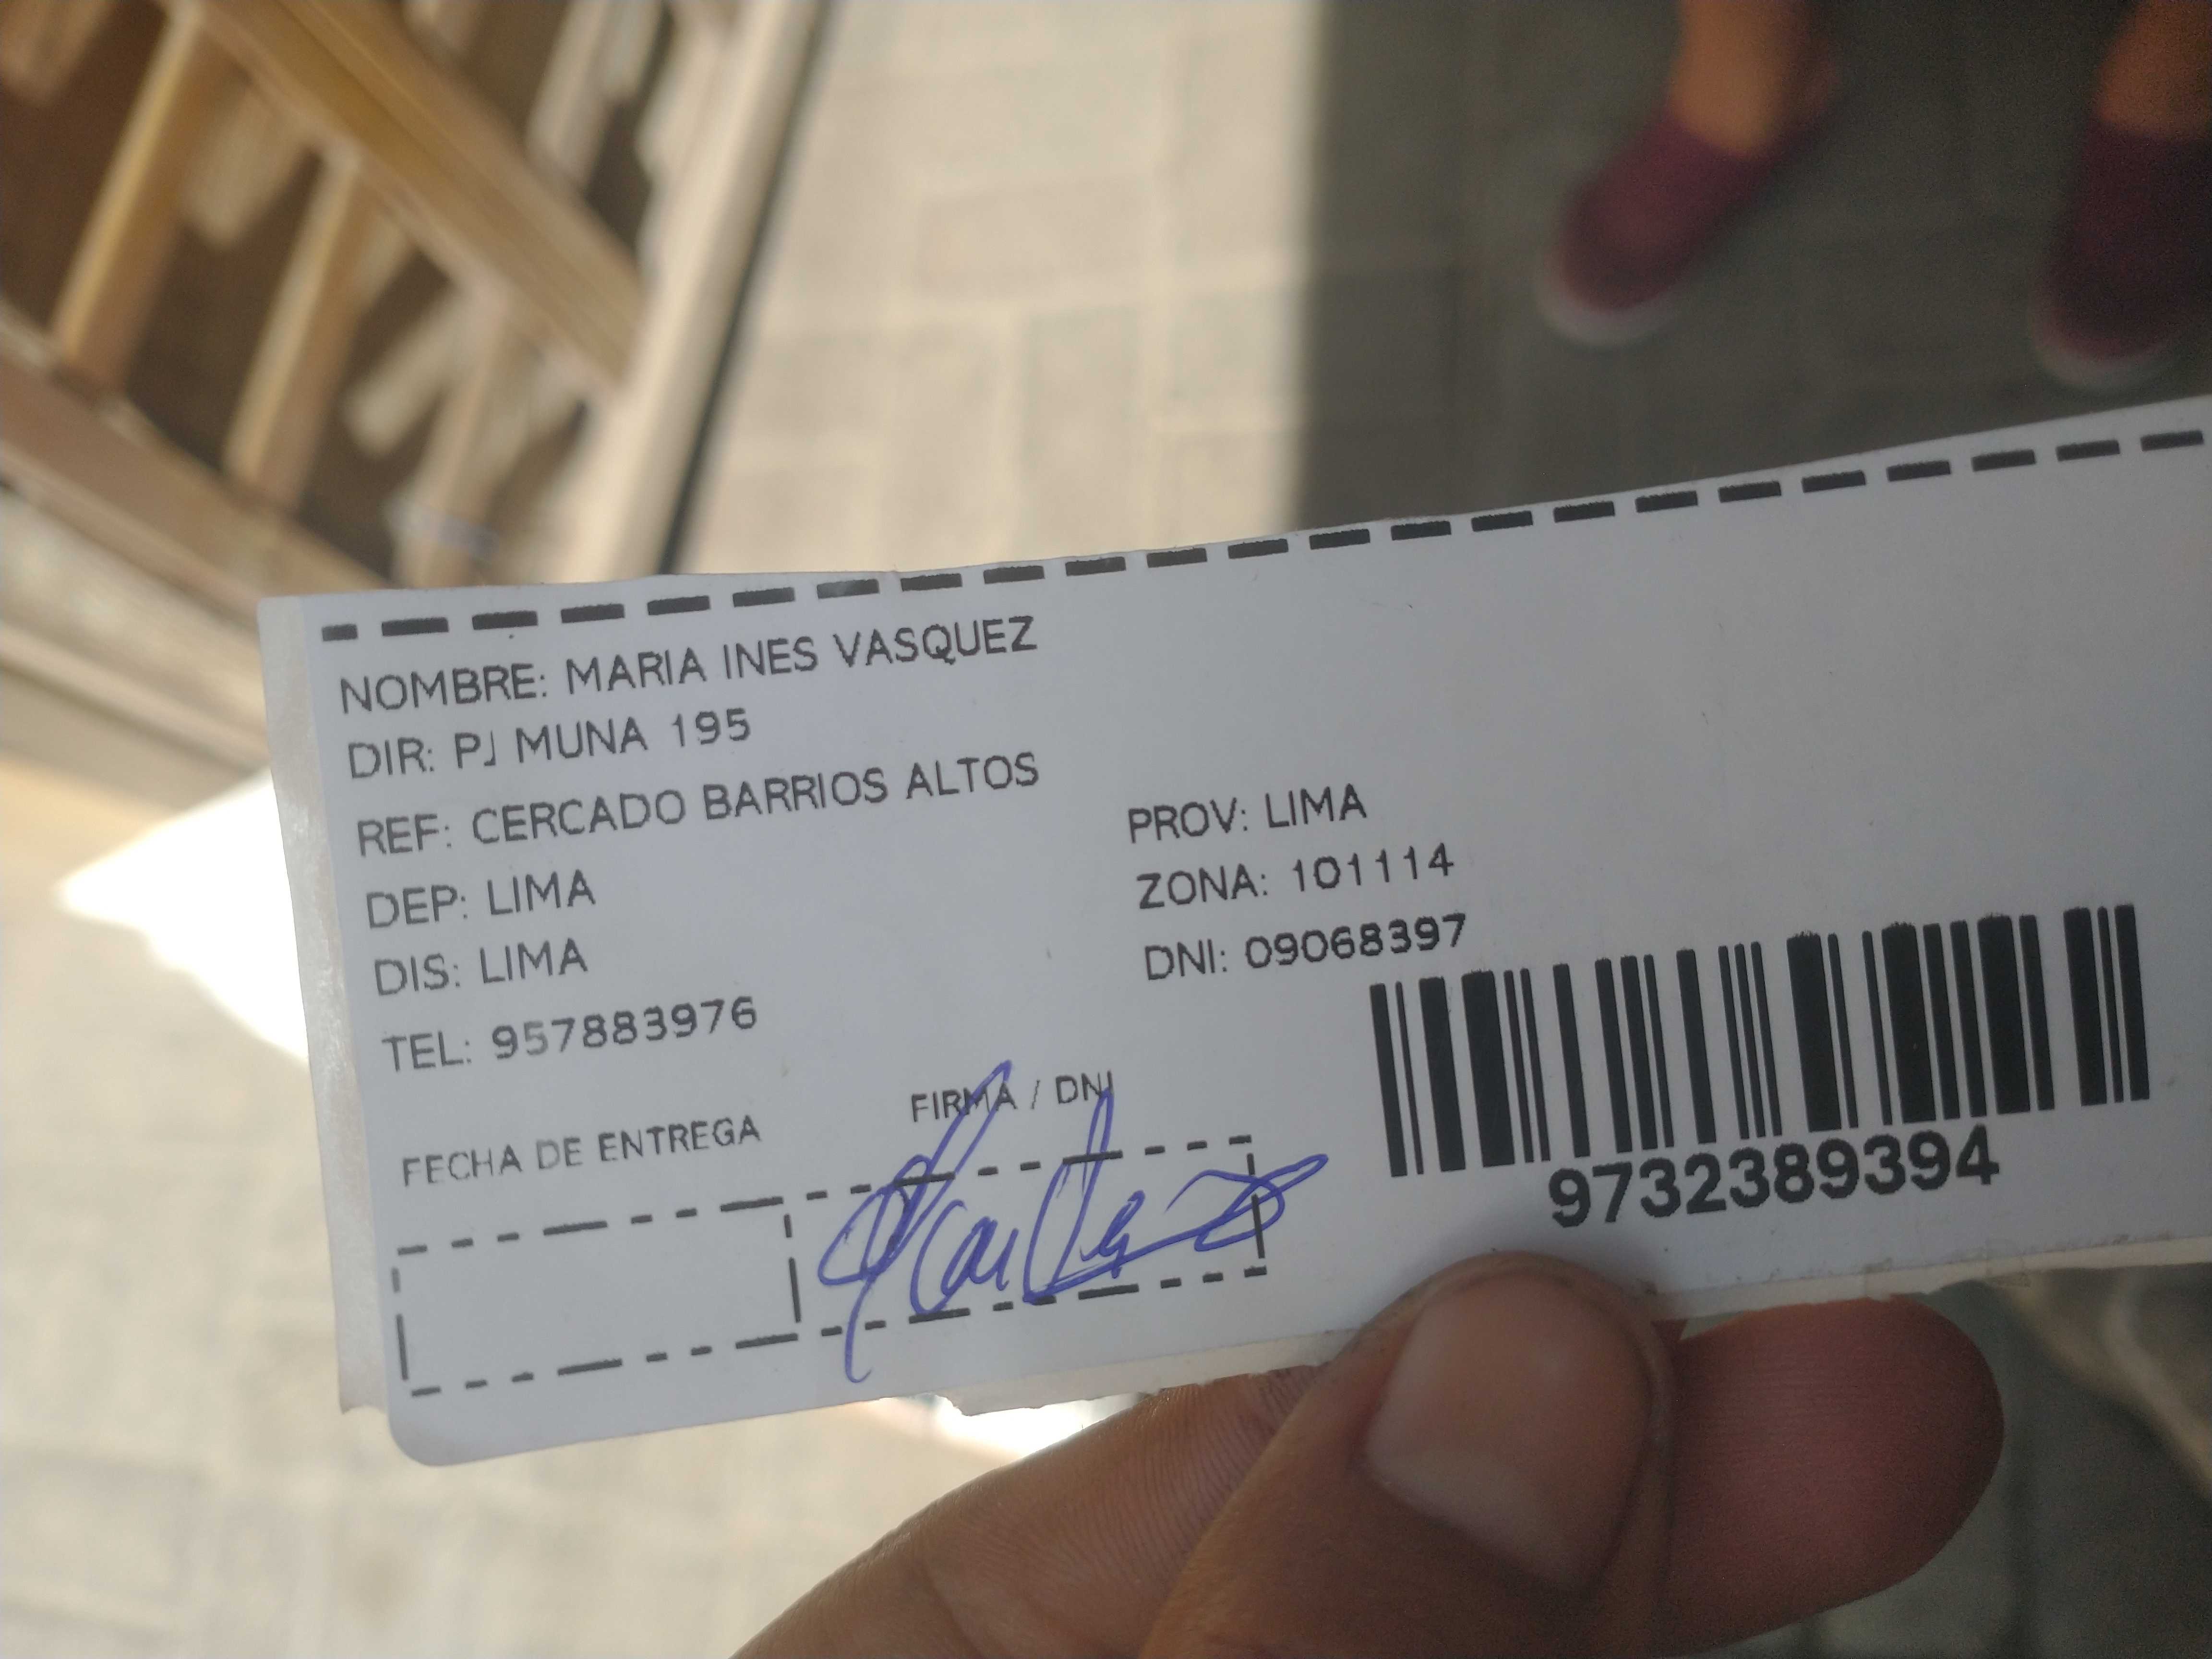 NOMBRE: MARIA INES VASQUEZ
DIR: PJ MUNA 195
REF: CERCADO BARRIOS ALTOS
DEP: LIMA
PROV: LIMA
DIS: LIMA
ZONA: 101114
TEL: 957883976
DNI: 09068397
FECHA DE ENTREGA
FIRMA / DNI
9732389394